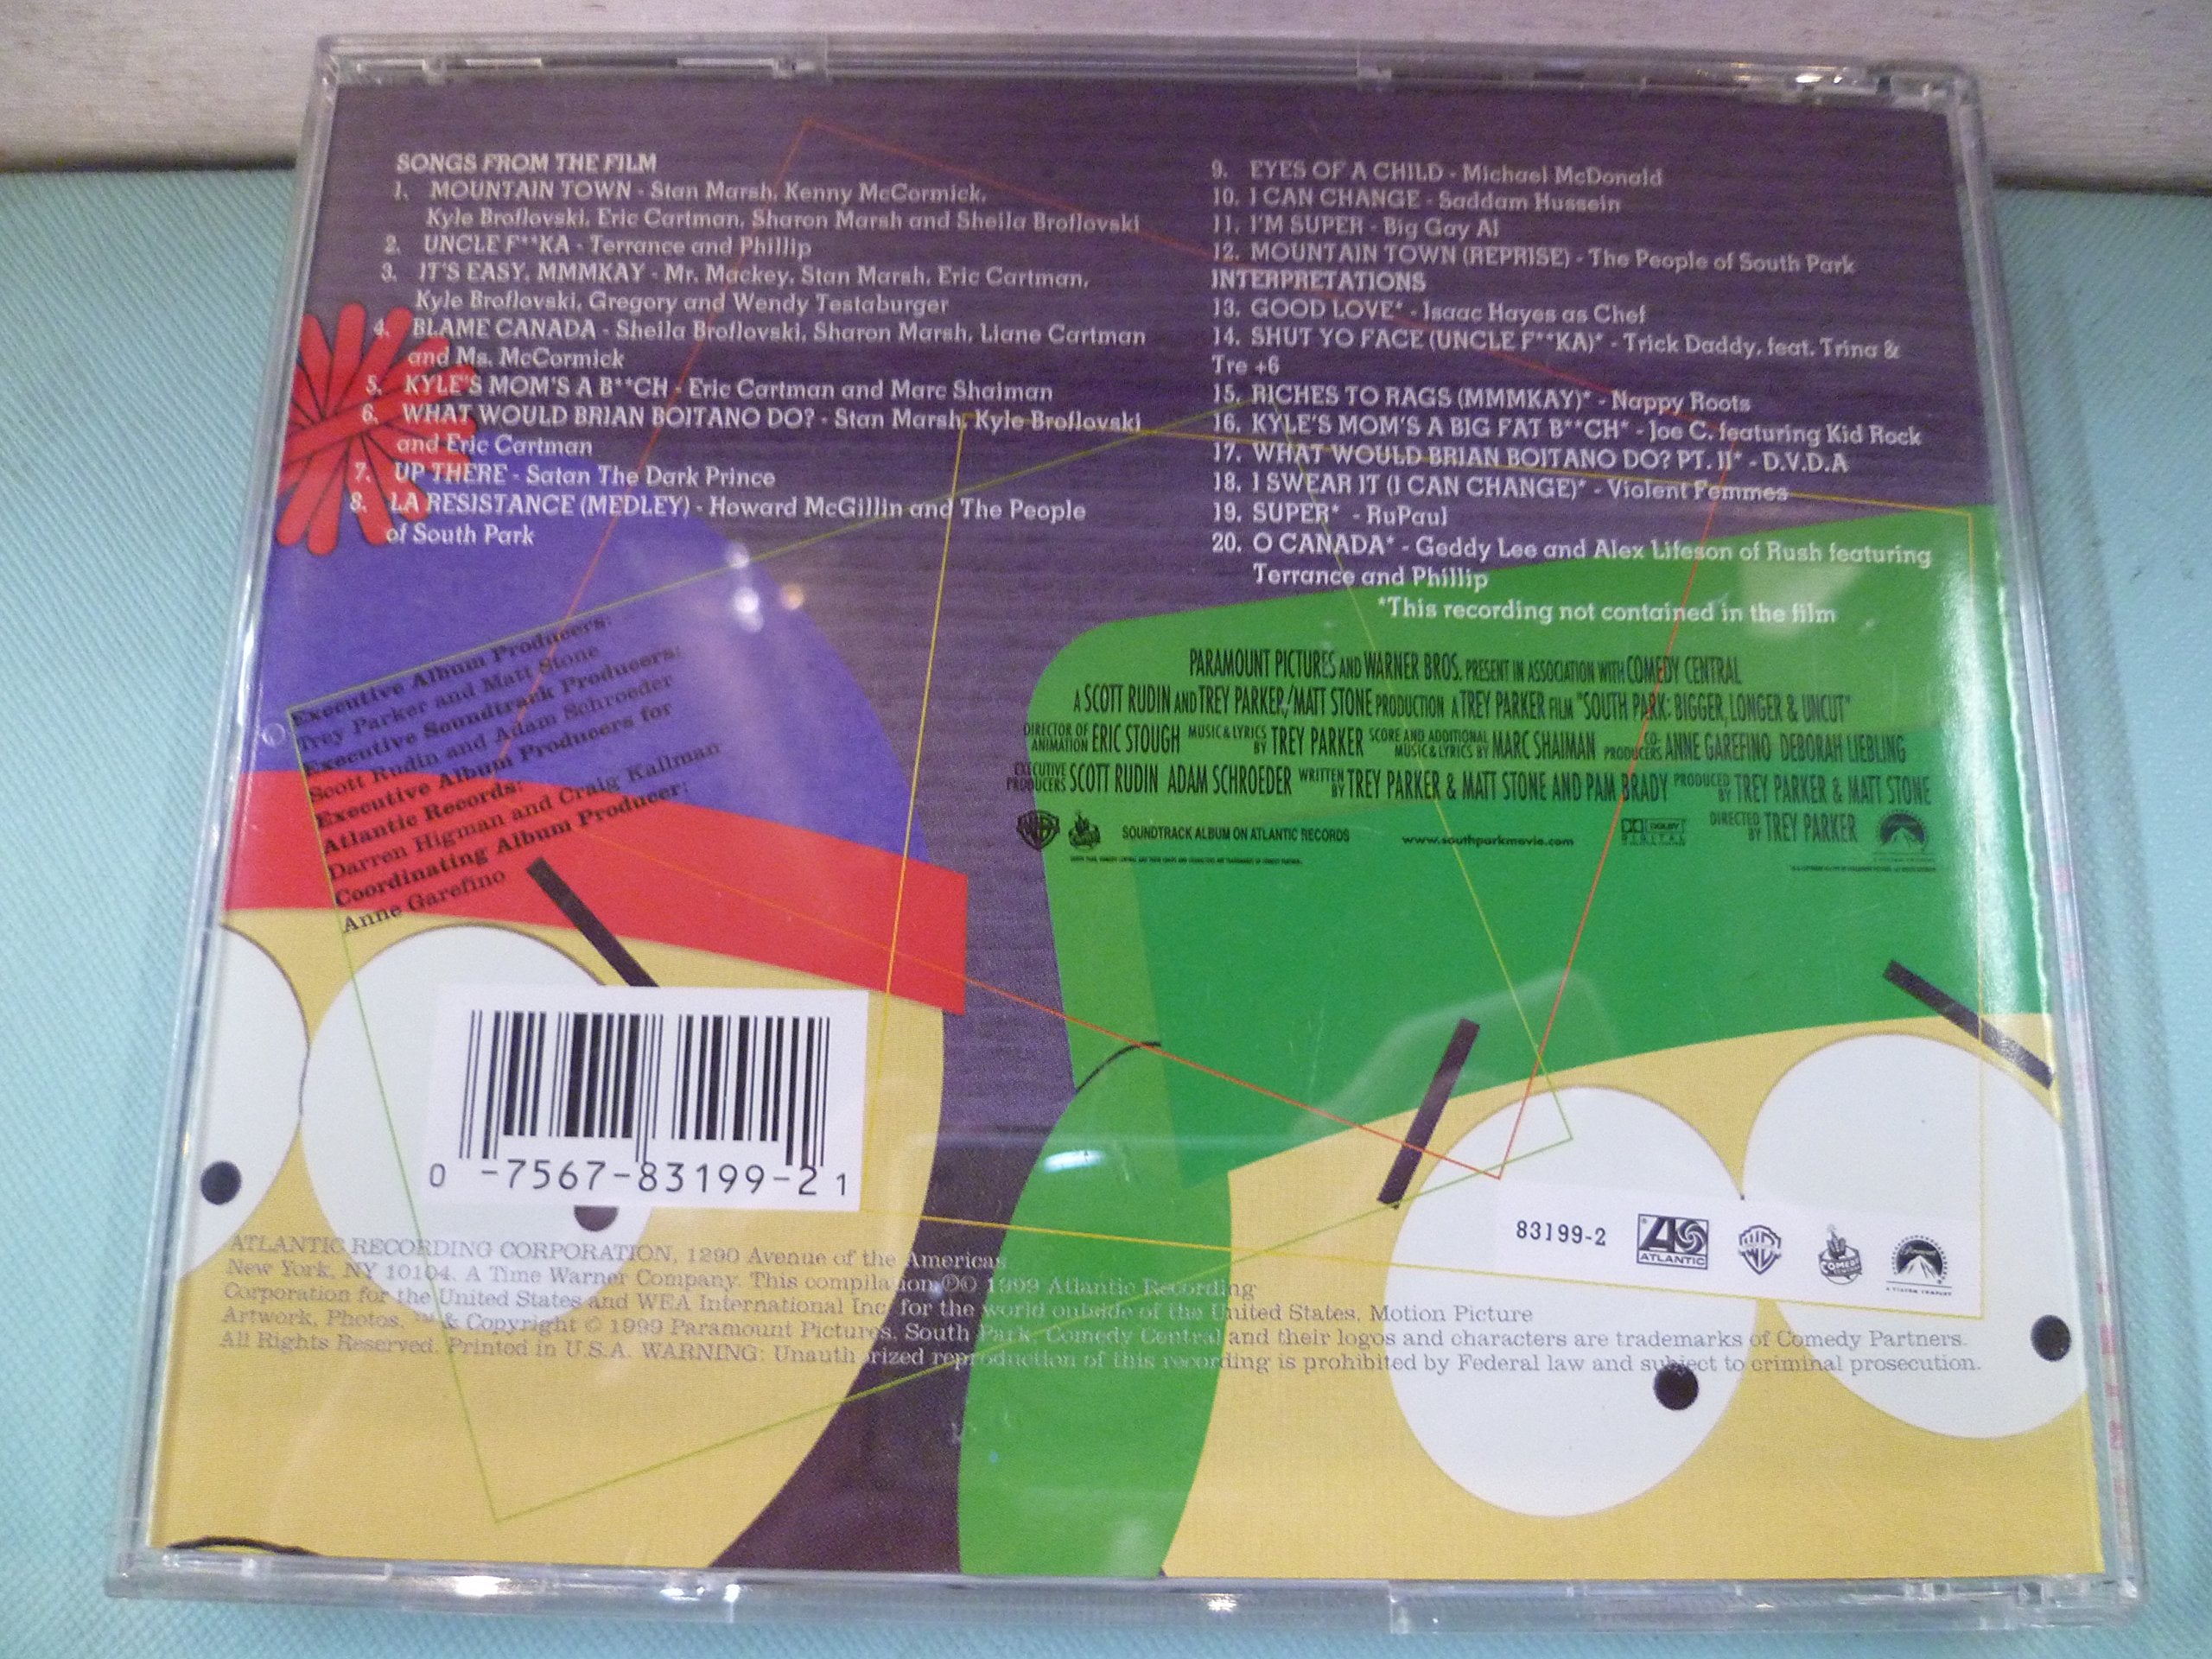 SONGS FROM THE FILM
1. MOUNTAIN TOWN - Stan Marsh, Kenny McCormick,
Kyle Broflovski, Eric Cartman, Sharon Marsh and Sheila Broflovski
2. UNCLE F**KA - Terrance and Phillip
3. IT'S EASY, MMMKAY - Mr. Mackey, Stan Marsh, Eric Cartman,
Kyle Broflovski, Gregory and Wendy Testaburger
4. BLAME CANADA - Sheila Broflovski, Sharon Marsh, Liane Cartman
and Ms. McCormick
5. KYLE'S MOM'S A B**CH - Eric Cartman and Marc Shaiman
6. WHAT WOULD BRIAN BOITANO DO? - Stan Marsh, Kyle Broflovski
and Eric Cartman
7. UP THERE - Satan The Dark Prince
8. LA RESISTANCE (MEDLEY) - Howard McGillin and The People
of South Park
9. EYES OF A CHILD - Michael McDonald
10. I CAN CHANGE - Saddam Hussein
11. I'M SUPER - Big Gay Al
12. MOUNTAIN TOWN (REPRISE) - The People of South Park
INTERPRETATIONS
13. GOOD LOVE* - Isaac Hayes as Chef
14. SHUT YO FACE (UNCLE F**KA)* - Trick Daddy, feat. Trina &
Tre +6
15. RICHES TO RAGS (MMMKAY)* - Nappy Roots
16. KYLE'S MOM'S A BIG FAT B**CH* - Joe C. featuring Kid Rock
17. WHAT WOULD BRIAN BOITANO DO? PT. II* - D.V.D.A
18. I SWEAR IT (I CAN CHANGE)* - Violent Femmes
19. SUPER* - RuPaul
20. O CANADA* - Geddy Lee and Alex Lifeson of Rush featuring
Terrance and Phillip
*This recording not contained in the film
Executive Album Producers:
Trey Parker and Matt Stone
Executive Soundtrack Producers:
Scott Rudin and Adam Schroeder
Executive Album Producers for
Atlantic Records:
Darren Higman and Craig Kallman
Coordinating Album Producer:
Anne Garefino
PARAMOUNT PICTURES AND WARNER BROS. PRESENT IN ASSOCIATION WITH COMEDY CENTRAL
A SCOTT RUDIN AND TREY PARKER/MATT STONE PRODUCTION A TREY PARKER FILM "SOUTH PARK: BIGGER, LONGER & UNCUT"
DIRECTOR OF ANIMATION ERIC STOUGH MUSIC & LYRICS BY TREY PARKER SCORE AND ADDITIONAL MUSIC & LYRICS BY MARC SHAIMAN CO-PRODUCERS ANNE GAREFINO DEBORAH LIEBLING
EXECUTIVE PRODUCERS SCOTT RUDIN ADAM SCHROEDER WRITTEN BY TREY PARKER & MATT STONE AND PAM BRADY PRODUCED BY TREY PARKER & MATT STONE
WB SOUNDTRACK ALBUM ON ATLANTIC RECORDS www.southparkmovie.com DOLBY DIGITAL DIRECTED BY TREY PARKER
0 -7567-83199-2 1
83199-2 ATLANTIC WB COMEDY CENTRAL Paramount
ATLANTIC RECORDING CORPORATION, 1290 Avenue of the Americas
New York, NY 10104. A Time Warner Company. This compilation ℗© 1999 Atlantic Recording
Corporation for the United States and WEA International Inc. for the world outside of the United States. Motion Picture
Artwork, Photos, ™ & Copyright © 1999 Paramount Pictures. South Park, Comedy Central and their logos and characters are trademarks of Comedy Partners.
All Rights Reserved. Printed in U.S.A. WARNING: Unauthorized reproduction of this recording is prohibited by Federal law and subject to criminal prosecution.